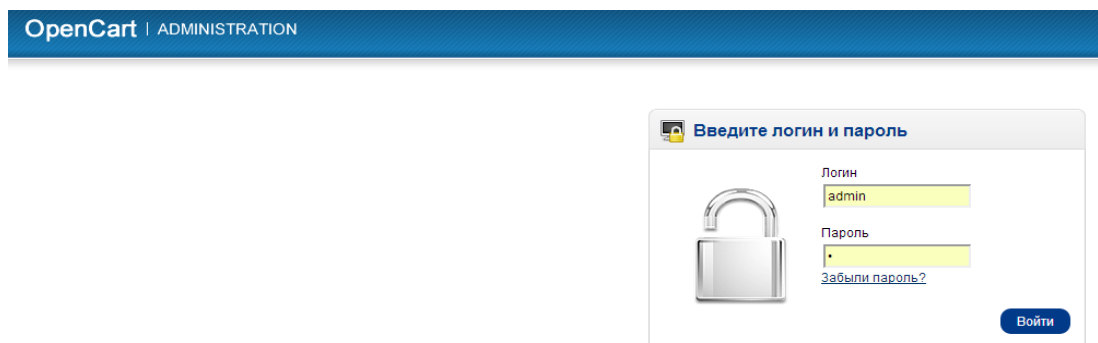 OpenCart | ADMINISTRATION
Введите логин и пароль
Логин
admin
Пароль
•
Забыли пароль?
Войти